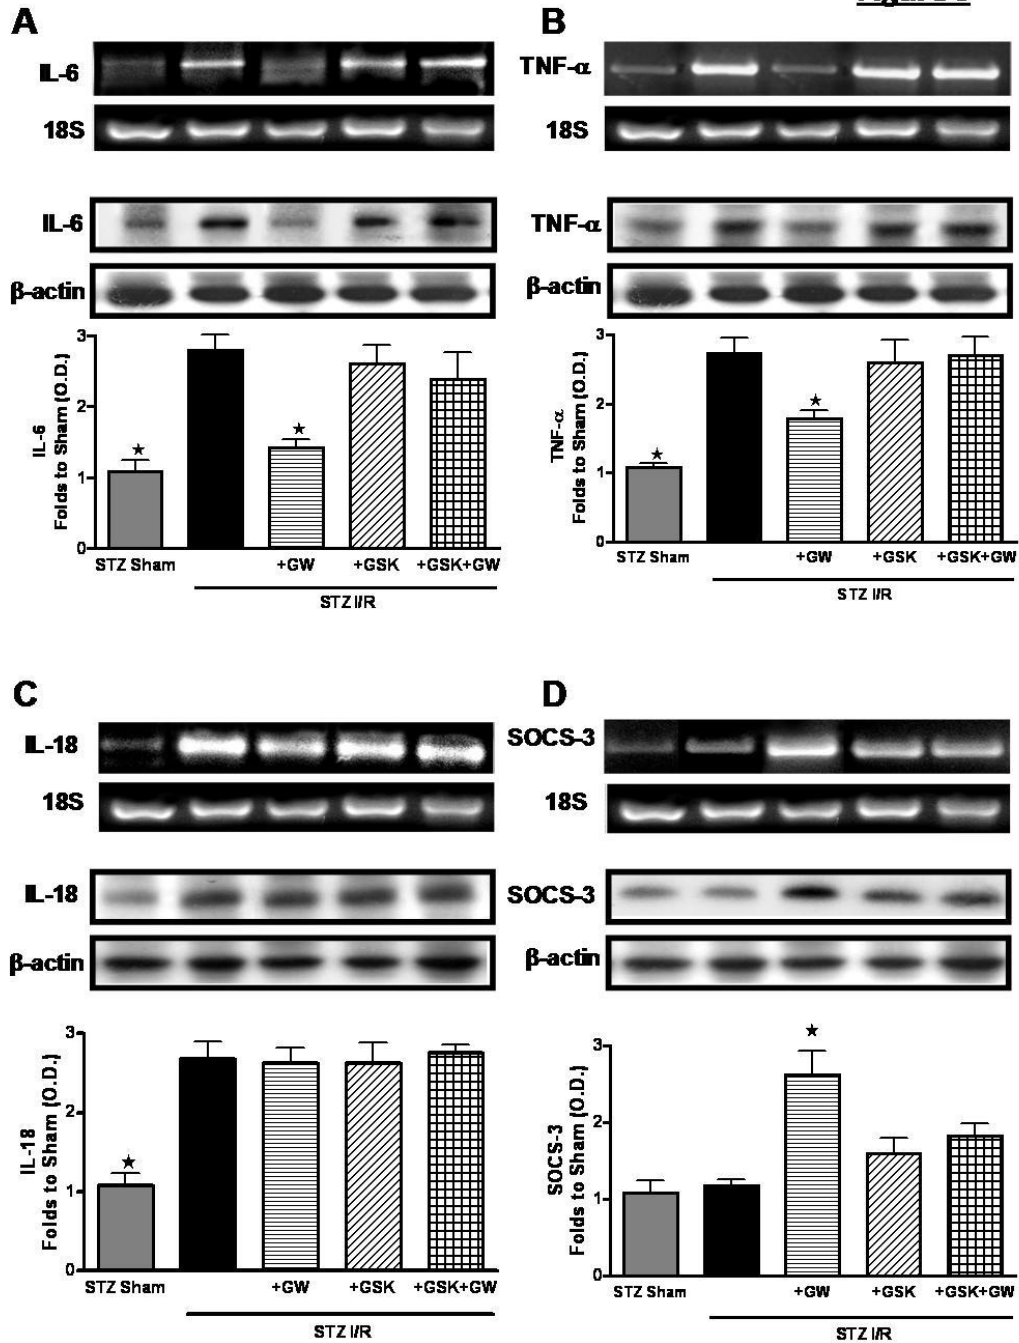 A
B
IL-6
18S
IL-6
β-actin
3
2
1
0
IL-6
Folds to Sham (O.D.)
★
★
STZ Sham +GW +GSK +GSK+GW
STZ I/R
TNF-α
18S
TNF-α
β-actin
3
2
1
0
TNF-α
Folds to Sham (O.D.)
★
★
STZ Sham +GW +GSK +GSK+GW
STZ I/R
C
D
IL-18
18S
IL-18
β-actin
3
2
1
0
IL-18
Folds to Sham (O.D.)
★
STZ Sham +GW +GSK +GSK+GW
STZ I/R
SOCS-3
18S
SOCS-3
β-actin
3
2
1
0
SOCS-3
Folds to Sham (O.D.)
★
STZ Sham +GW +GSK +GSK+GW
STZ I/R